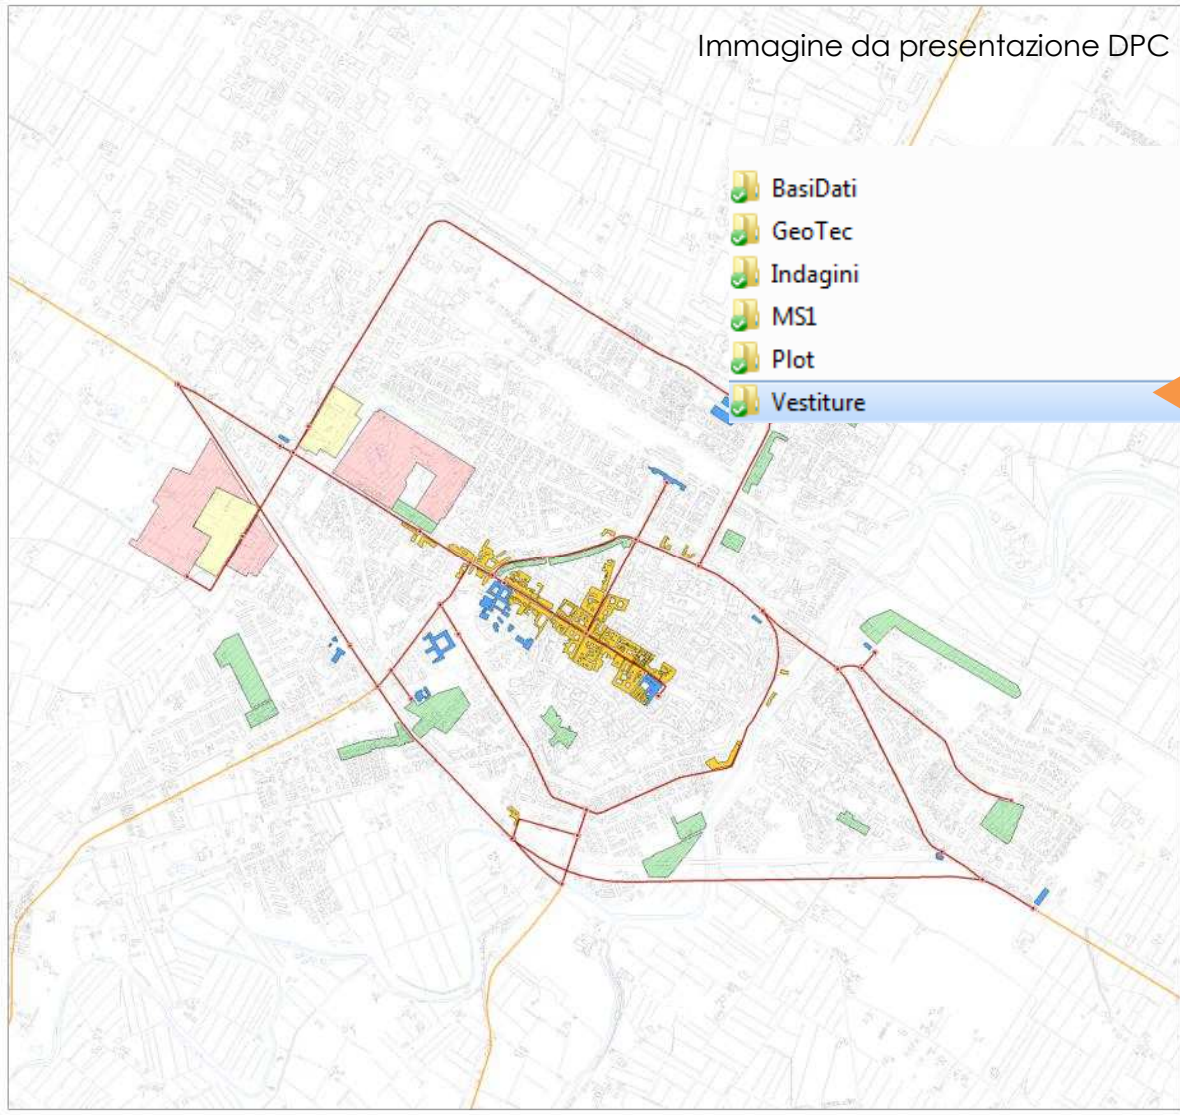 Immagine da presentazione DPC
BasiDati
GeoTec
Indagini
MS1
Plot
Vestiture